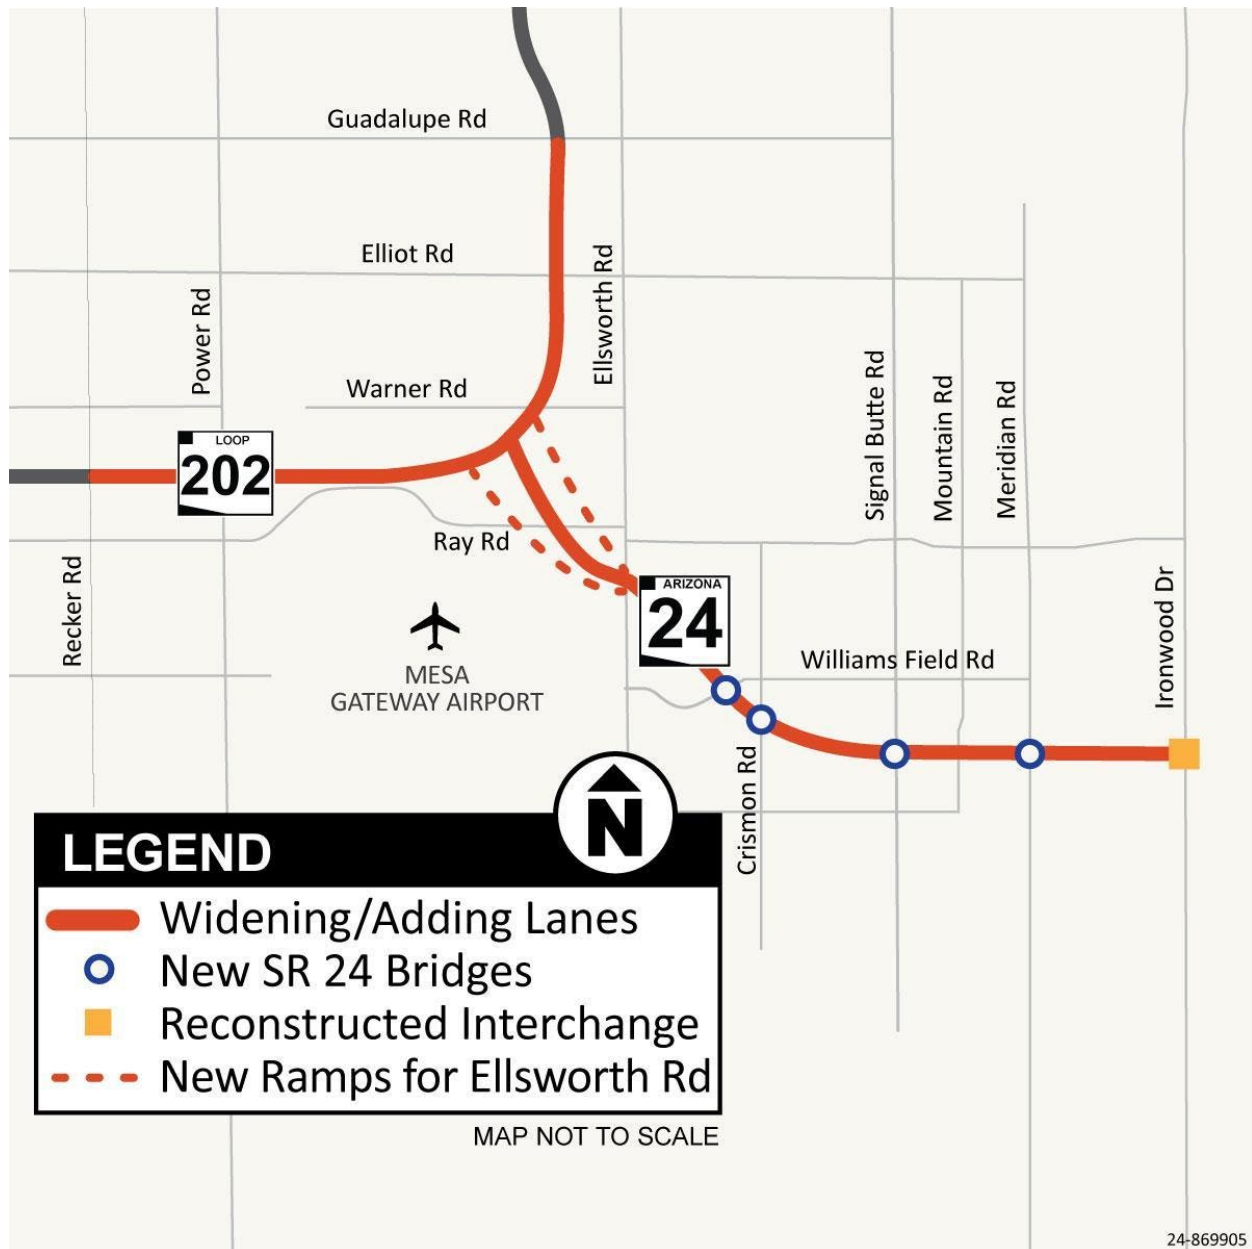 Guadalupe Rd
Elliot Rd
Ellsworth Rd
Power Rd
Warner Rd
Signal Butte Rd
Mountain Rd
Meridian Rd
LOOP
202
Ray Rd
Recker Rd
ARIZONA
24
Ironwood Dr
Williams Field Rd
MESA
GATEWAY AIRPORT
Crismon Rd
N
LEGEND
Widening/Adding Lanes
New SR 24 Bridges
Reconstructed Interchange
New Ramps for Ellsworth Rd
MAP NOT TO SCALE
24-869905